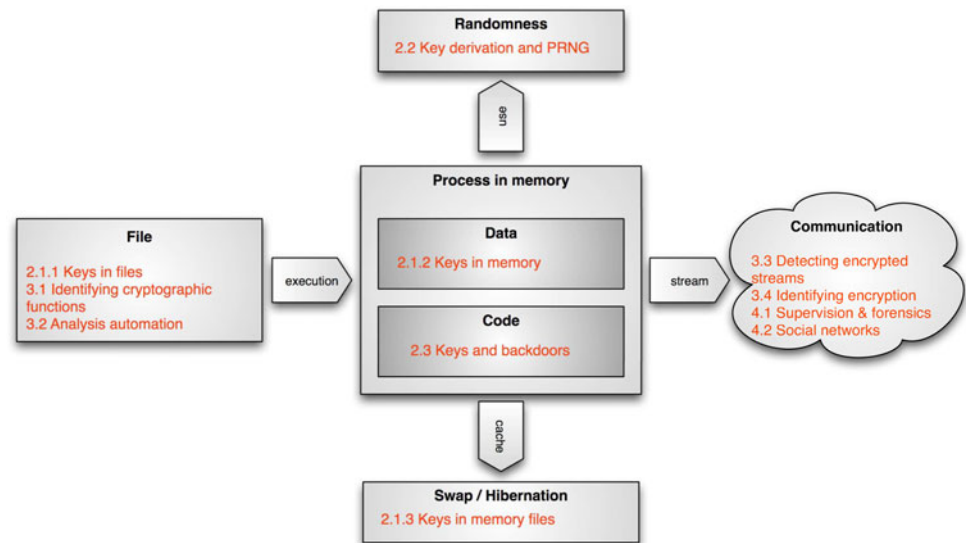 Randomness
2.2 Key derivation and PRNG
use
Process in memory
File
2.1.1 Keys in files
3.1 Identifying cryptographic
functions
3.2 Analysis automation
execution
Data
2.1.2 Keys in memory
Code
2.3 Keys and backdoors
stream
Communication
3.3 Detecting encrypted
streams
3.4 Identifying encryption
4.1 Supervision & forensics
4.2 Social networks
cache
Swap / Hibernation
2.1.3 Keys in memory files